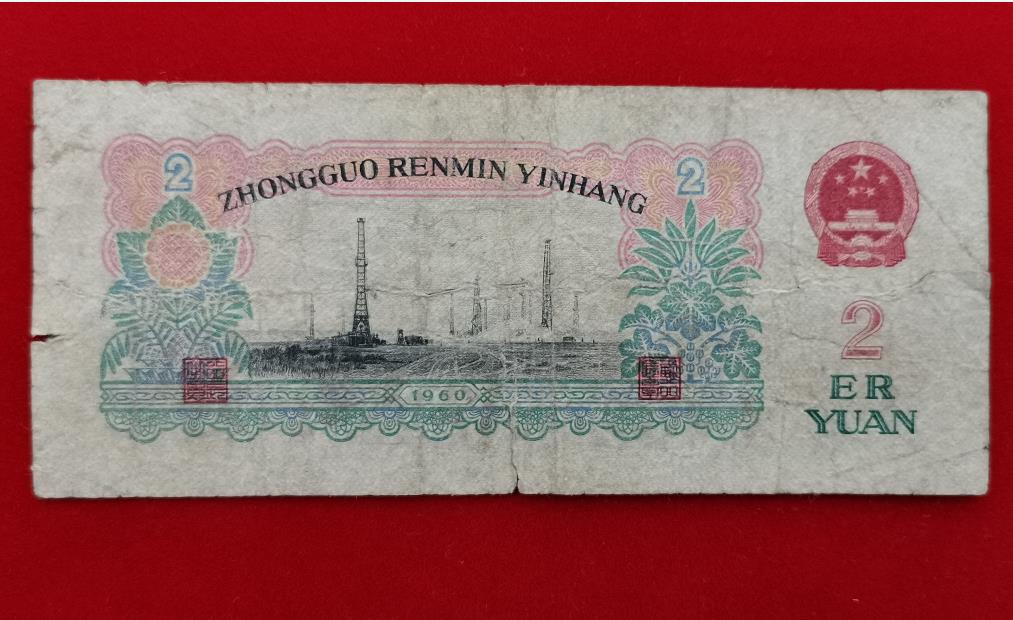 2
2
ZHONGGUO RENMIN YINHANG
1960
2
ER
YUAN